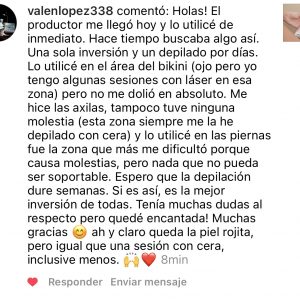 valenlopez338 comentó: Holas! El
productor me llegó hoy y lo utilicé de
inmediato. Hace tiempo buscaba algo así.
Una sola inversión y un depilado por días.
Lo utilicé en el área del bikini (ojo pero yo
tengo algunas sesiones con láser en esa
zona) pero no me dolió en absoluto. Me
hice las axilas, tampoco tuve ninguna
molestia (esta zona siempre me la he
depilado con cera) y lo utilicé en las piernas
fue la zona que más me dificultó porque
causa molestias, pero nada que no pueda
ser soportable. Espero que la depilación
dure semanas. Si es así, es la mejor
inversión de todas. Tenía muchas dudas al
respecto pero quedé encantada! Muchas
gracias 😊 ah y claro queda la piel rojita,
pero igual que una sesión con cera,
inclusive menos. 🙌❤️ 8min
Responder Enviar mensaje